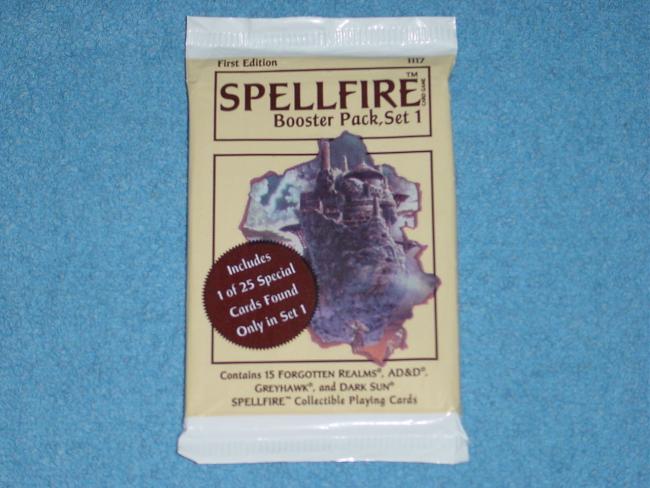 First Edition 1117
SPELLFIRE™
CARD GAME
Booster Pack, Set 1
Includes
1 of 25 Special
Cards Found
Only in Set 1
Contains 15 FORGOTTEN REALMS®, AD&D®,
GREYHAWK®, and DARK SUN®
SPELLFIRE™ Collectible Playing Cards